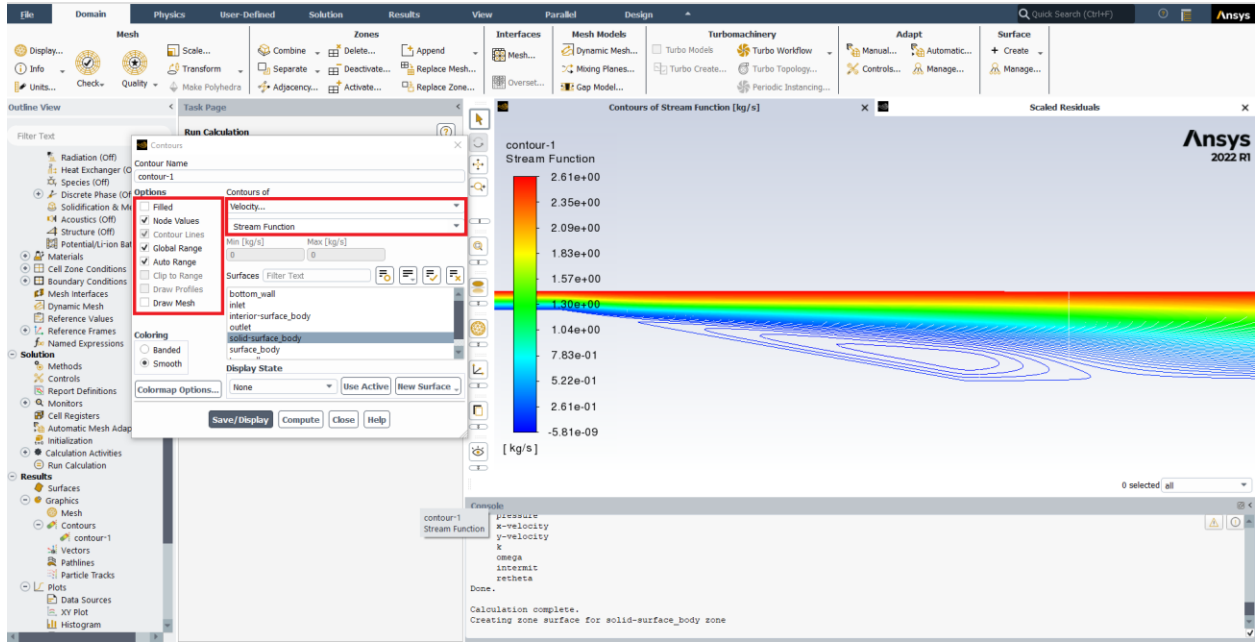 File Domain Physics User-Defined Solution Results View Parallel Design Quick Search (Ctrl+F) Ansys
Mesh Zones Interfaces Mesh Models Turbomachinery Adapt Surface
Display... Scale... Combine Delete... Append Mesh... Dynamic Mesh... Turbo Models Turbo Workflow Manual... Automatic... + Create
Info Check Quality Transform Separate Deactivate... Replace Mesh... Mixing Planes... Turbo Create... Turbo Topology... Controls... Manage... Manage...
Units... Make Polyhedra Adjacency... Activate... Replace Zone... Overset... Gap Model... Periodic Instancing...
Outline View
Filter Text
Radiation (Off)
Heat Exchanger (O
Species (Off)
Discrete Phase (Of
Solidification & Me
Acoustics (Off)
Structure (Off)
Potential/Li-ion Bat
Materials
Cell Zone Conditions
Boundary Conditions
Mesh Interfaces
Dynamic Mesh
Reference Values
Reference Frames
Named Expressions
Solution
Methods
Controls
Report Definitions
Monitors
Cell Registers
Automatic Mesh Adap
Initialization
Calculation Activities
Run Calculation
Results
Surfaces
Graphics
Mesh
Contours
contour-1
Vectors
Pathlines
Particle Tracks
Plots
Data Sources
XY Plot
Histogram
Task Page
Run Calculation
Contours
Contour Name
contour-1
Options
Filled
Node Values
Contour Lines
Global Range
Auto Range
Clip to Range
Draw Profiles
Draw Mesh
Coloring
Banded
Smooth
Colormap Options...
Contours of
Velocity...
Stream Function
Min [kg/s] Max [kg/s]
0 0
Surfaces Filter Text
bottom_wall
inlet
interior-surface_body
outlet
solid-surface_body
surface_body
Display State
None Use Active New Surface
Save/Display Compute Close Help
contour-1
Stream Function
Contours of Stream Function [kg/s] Scaled Residuals
Ansys
2022 R1
contour-1
Stream Function
2.61e+00
2.35e+00
2.09e+00
1.83e+00
1.57e+00
1.30e+00
1.04e+00
7.83e-01
5.22e-01
2.61e-01
-5.81e-09
[ kg/s ]
0 selected all
Console
pressure
x-velocity
y-velocity
k
omega
intermit
retheta
Done.
Calculation complete.
Creating zone surface for solid-surface_body zone